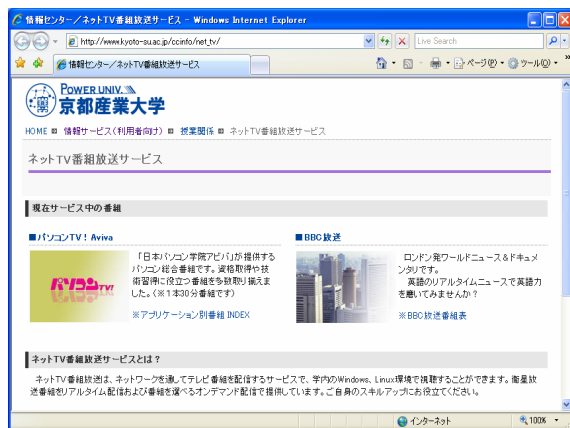 情報センター／ネットTV番組放送サービス - Windows Internet Explorer
http://www.kyoto-su.ac.jp/ccinfo/net_tv/
Live Search
情報センター／ネットTV番組放送サービス
ページ(P)
ツール(O)
POWER UNIV.
京都産業大学
HOME 情報サービス(利用者向け) 授業関係 ネットTV番組放送サービス
ネットTV番組放送サービス
現在サービス中の番組
■パソコンTV! Aviva
「日本パソコン学院アビバ」が提供する
パソコン総合番組です。資格取得や技
術習得に役立つ番組を多数取り揃えま
した。(※1本30分番組です)
※アプリケーション別番組 INDEX
パソコンTV!
■BBC放送
ロンドン発ワールドニュース＆ドキュメ
ンタリです。
英語のリアルタイムニュースで英語力
を磨いてみませんか？
※BBC放送番組表
ネットTV番組放送サービスとは？
ネットTV番組放送は、ネットワークを通してテレビ番組を配信するサービスで、学内のWindows、Linux環境で視聴することができます。衛星放
送番組をリアルタイム配信および番組を選べるオンデマンド配信で提供しています。ご自身のスキルアップにお役立てください。
インターネット
100%